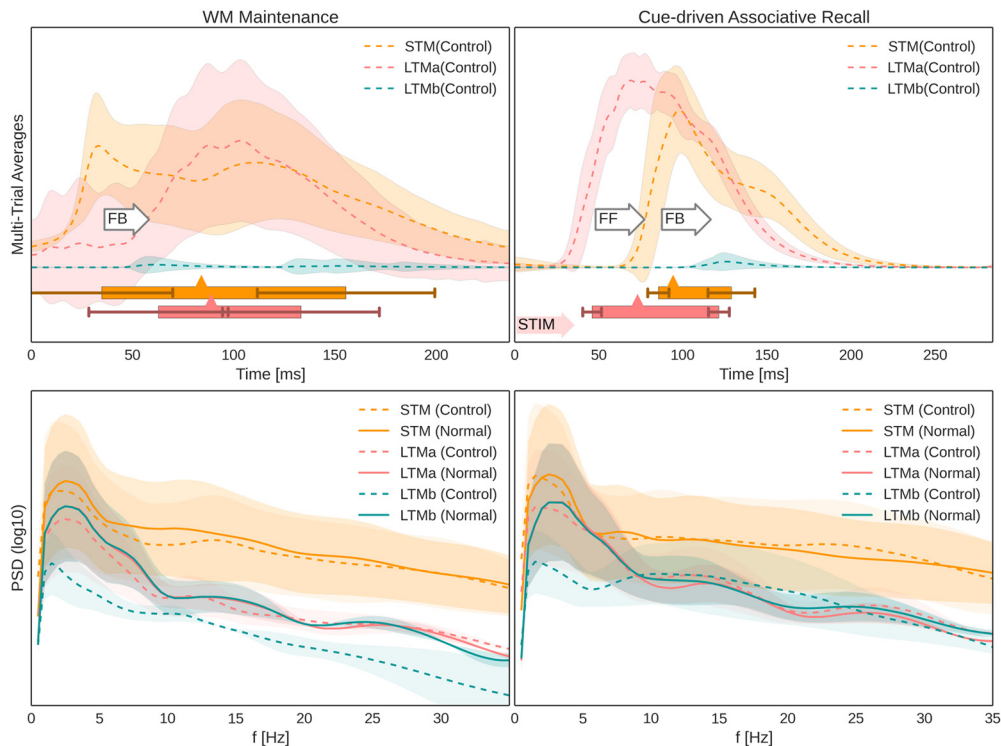 WM Maintenance
Cue-driven Associative Recall
Multi-Trial Averages
STM(Control)
LTMa(Control)
LTMb(Control)
FB
0 50 100 150 200
Time [ms]
STM(Control)
LTMa(Control)
LTMb(Control)
FF
FB
STIM
50 100 150 200 250
Time [ms]
PSD (log10)
STM (Control)
STM (Normal)
LTMa (Control)
LTMa (Normal)
LTMb (Control)
LTMb (Normal)
0 5 10 15 20 25 30
f [Hz]
STM (Control)
STM (Normal)
LTMa (Control)
LTMa (Normal)
LTMb (Control)
LTMb (Normal)
5 10 15 20 25 30 35
f [Hz]